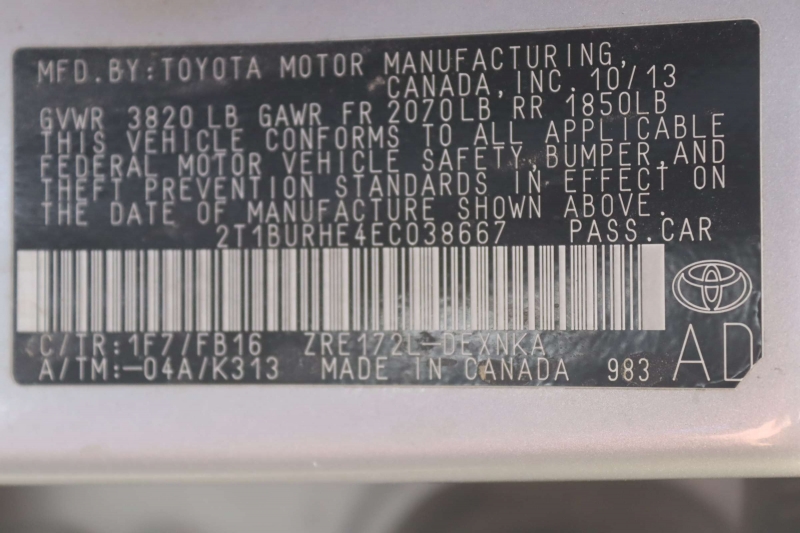 MFD.BY:TOYOTA MOTOR MANUFACTURING,
CANADA,INC. 10/13
GVWR 3820 LB GAWR FR 2070LB RR 1850LB
THIS VEHICLE CONFORMS TO ALL APPLICABLE
FEDERAL MOTOR VEHICLE SAFETY,BUMPER,AND
THEFT PREVENTION STANDARDS IN EFFECT ON
THE DATE OF MANUFACTURE SHOWN ABOVE.
2T1BURHE4EC038667 PASS.CAR
C/TR:1F7/FB16 ZRE172L-DEXNKA
A/TM:-04A/K313 MADE IN CANADA 983 AD